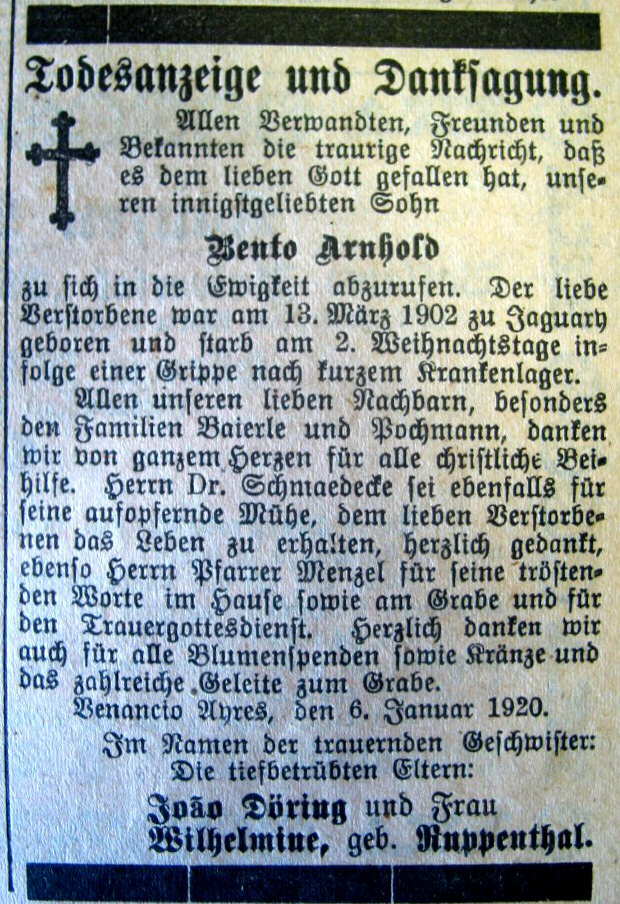 Todesanzeige und Danksagung.
Allen Verwandten, Freunden und
Bekannten die traurige Nachricht, daß
es dem lieben Gott gefallen hat, unse-
ren innigstgeliebten Sohn
Bento Arnhold
zu sich in die Ewigkeit abzurufen. Der liebe
Verstorbene war am 13. März 1902 zu Jaguary
geboren und starb am 2. Weihnachtstage in-
folge einer Grippe nach kurzem Krankenlager.
Allen unseren lieben Nachbarn, besonders
den Familien Baierle und Pochmann, danken
wir von ganzem Herzen für alle christliche Bei-
hilfe. Herrn Dr. Schmaedecke sei ebenfalls für
seine aufopfernde Mühe, dem lieben Verstorbe-
nen das Leben zu erhalten, herzlich gedankt,
ebenso Herrn Pfarrer Menzel für seine trösten-
den Worte im Hause sowie am Grabe und für
den Trauergottesdienst. Herzlich danken wir
auch für alle Blumenspenden sowie Kränze und
das zahlreiche Geleite zum Grabe.
Venancio Ayres, den 6. Januar 1920.
Im Namen der trauernden Geschwister:
Die tiefbetrübten Eltern:
João Döring und Frau
Wilhelmine, geb. Ruppenthal.